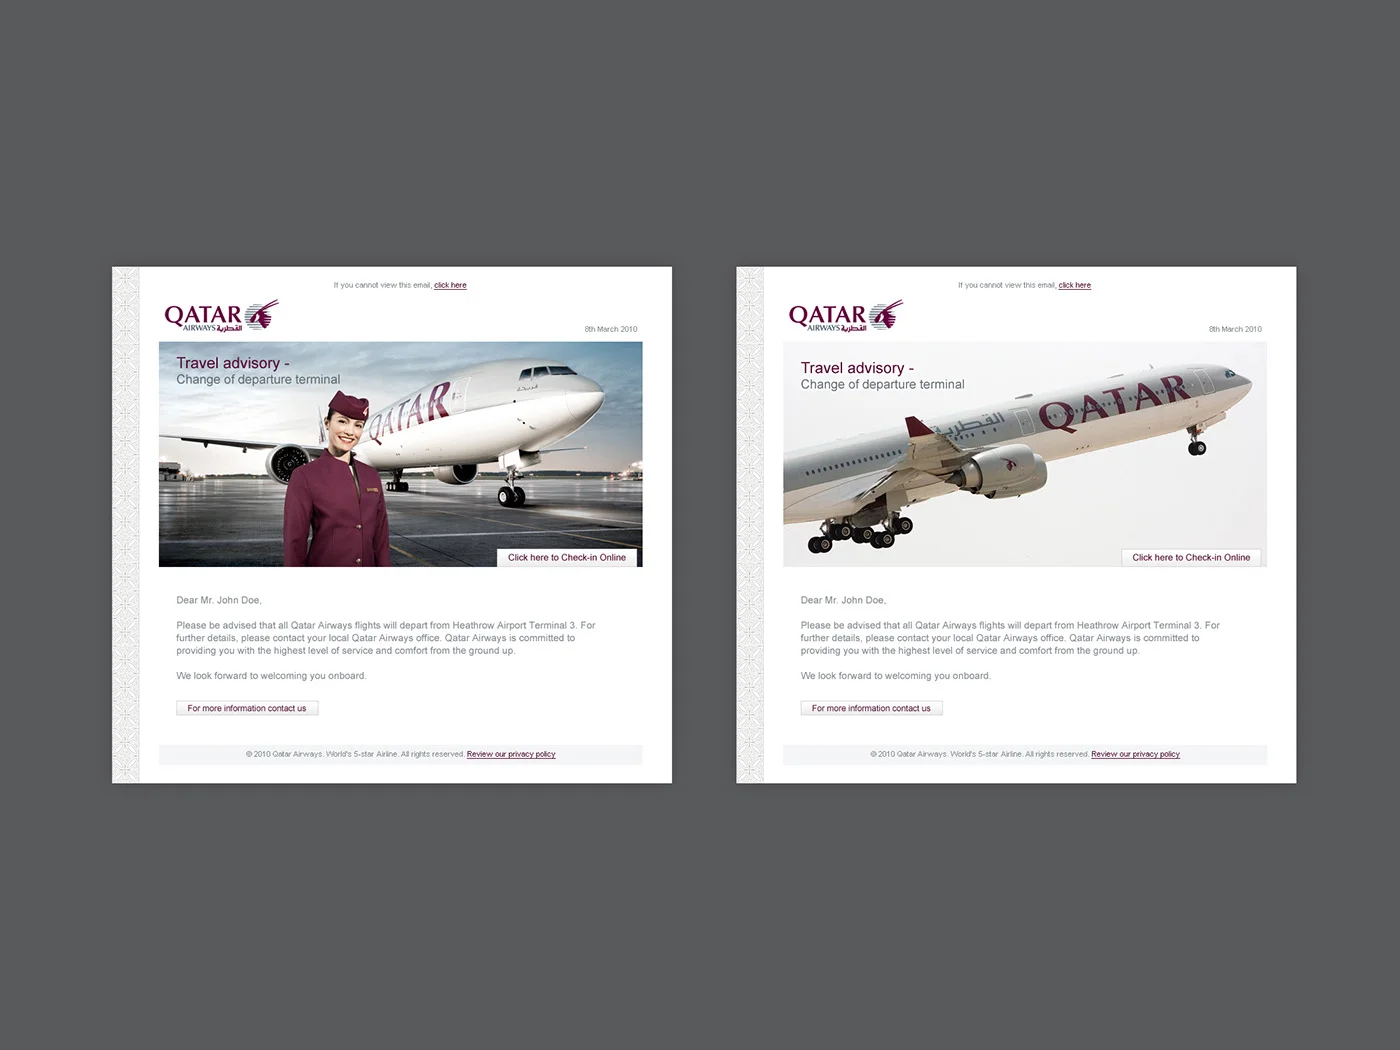 If you cannot view this email, click here
QATAR
AIRWAYS القطرية
8th March 2010
Travel advisory -
Change of departure terminal
QATAR
Click here to Check-in Online
Dear Mr. John Doe,
Please be advised that all Qatar Airways flights will depart from Heathrow Airport Terminal 3. For
further details, please contact your local Qatar Airways office. Qatar Airways is committed to
providing you with the highest level of service and comfort from the ground up.
We look forward to welcoming you onboard.
For more information contact us
© 2010 Qatar Airways. World's 5-star Airline. All rights reserved. Review our privacy policy
If you cannot view this email, click here
QATAR
AIRWAYS القطرية
8th March 2010
Travel advisory -
Change of departure terminal
QATAR
القطرية
Click here to Check-in Online
Dear Mr. John Doe,
Please be advised that all Qatar Airways flights will depart from Heathrow Airport Terminal 3. For
further details, please contact your local Qatar Airways office. Qatar Airways is committed to
providing you with the highest level of service and comfort from the ground up.
We look forward to welcoming you onboard.
For more information contact us
© 2010 Qatar Airways. World's 5-star Airline. All rights reserved. Review our privacy policy